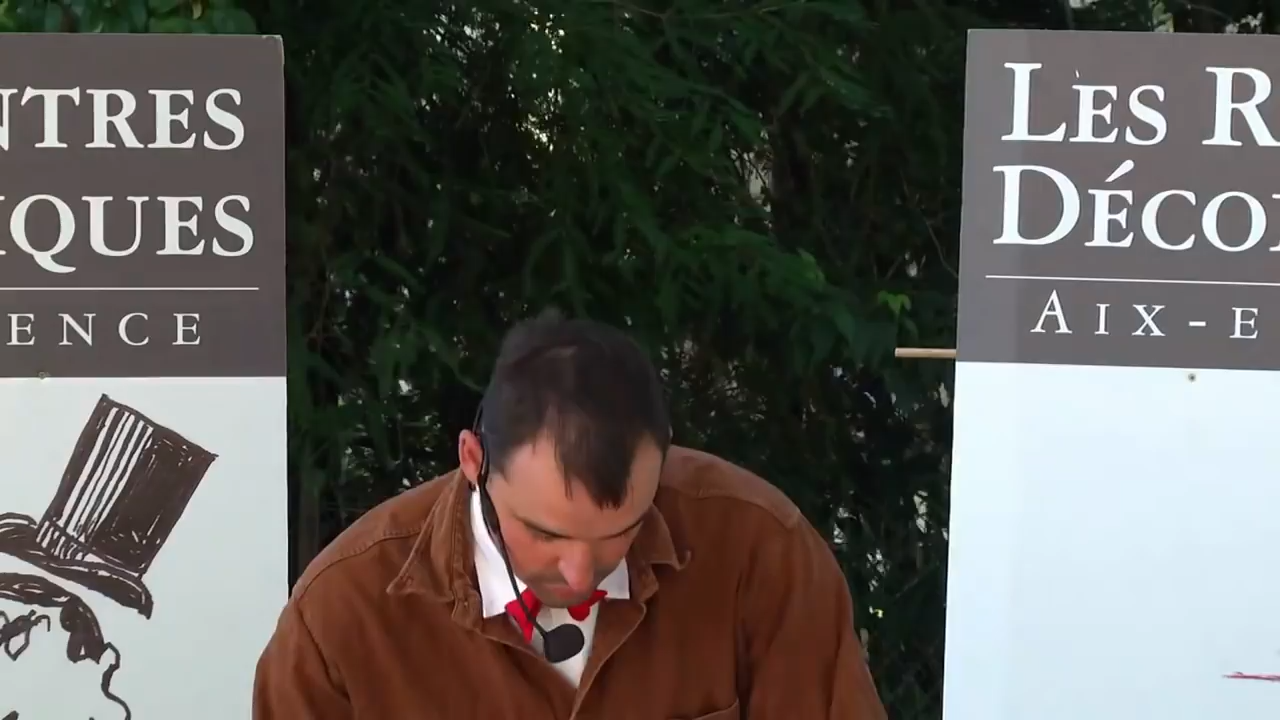 NTRES
IQUES
ENCE
LES R
DÉCO
AIX-E